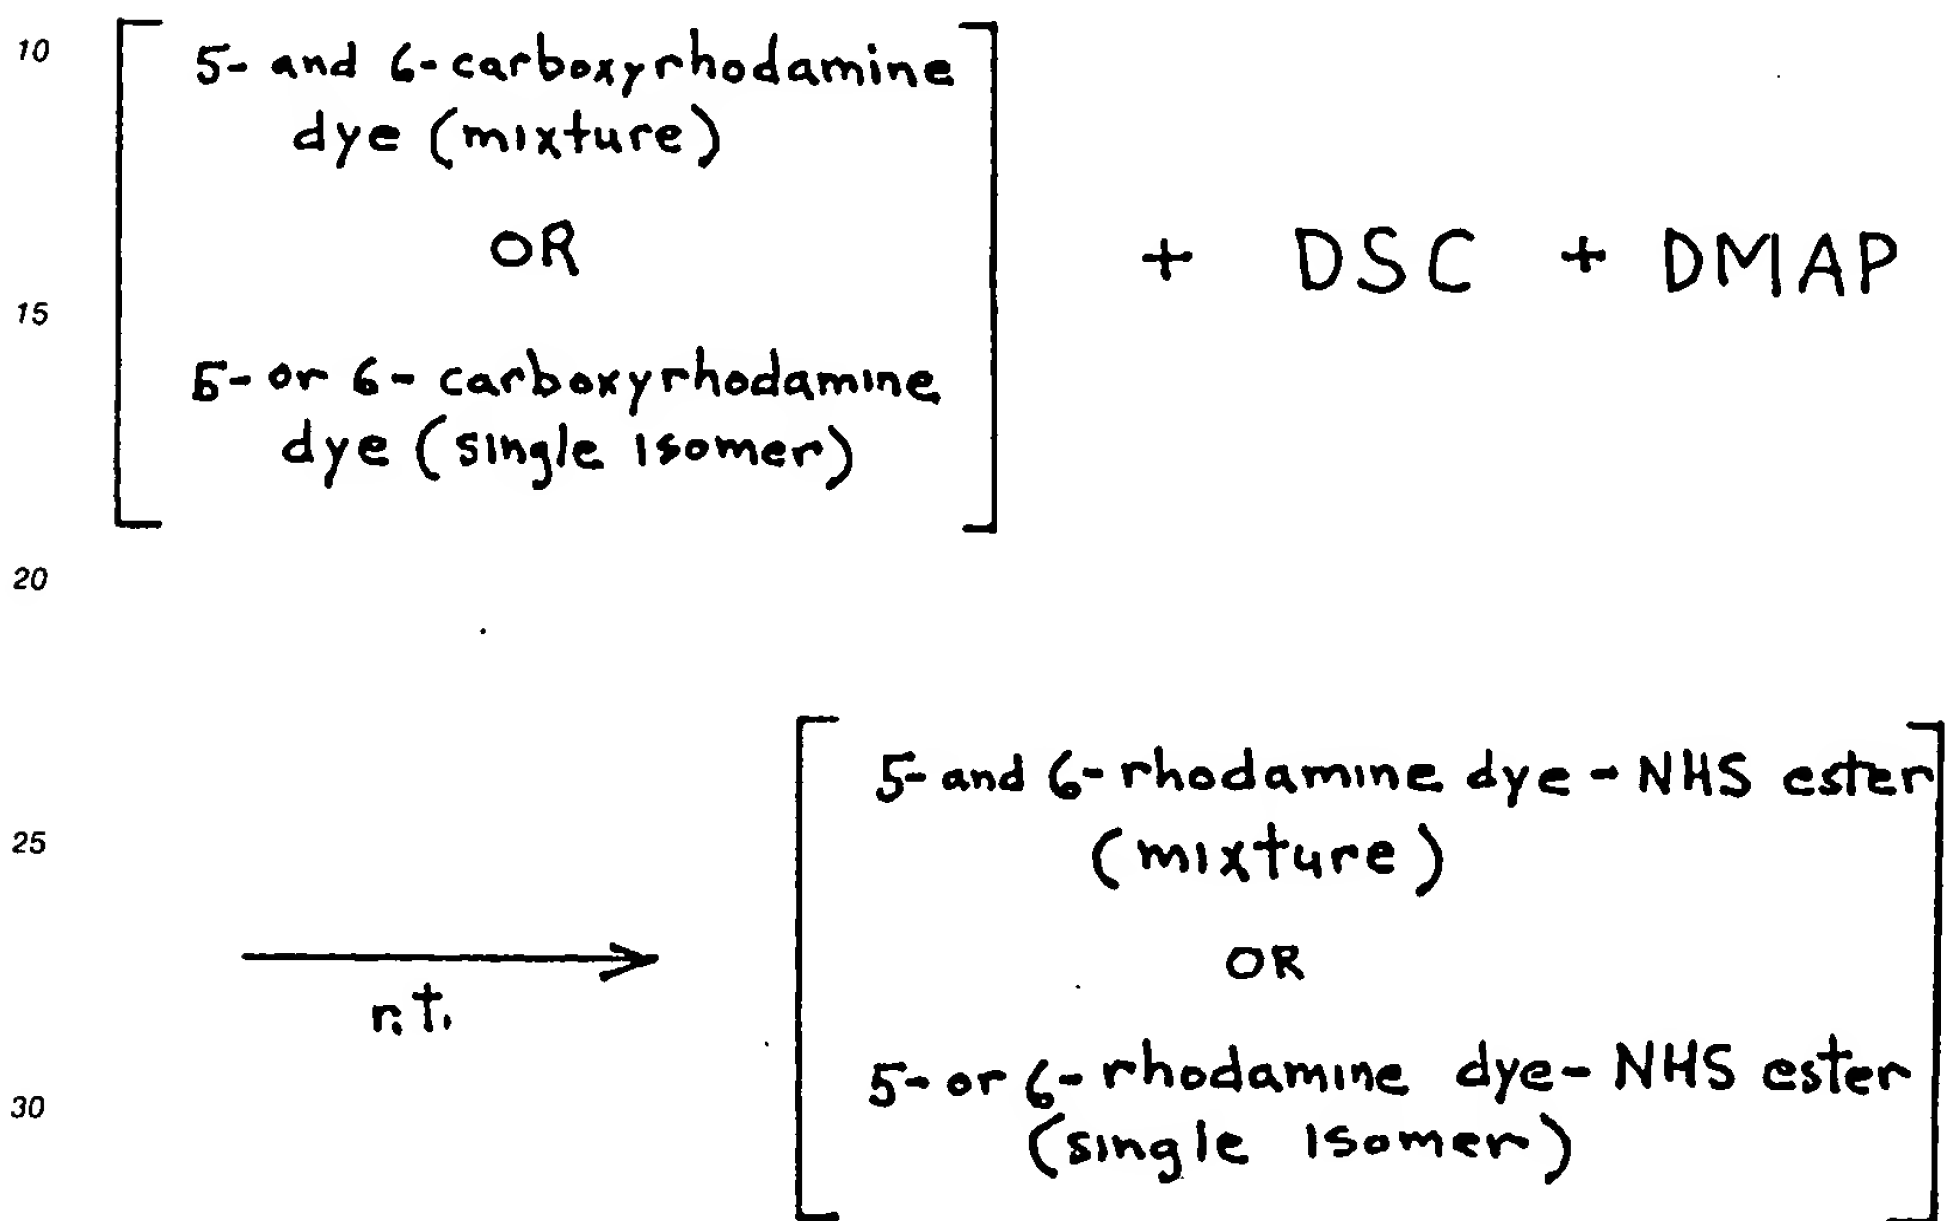 10
5- and 6-carboxyrhodamine
dye (mixture)
OR
+ DSC + DMAP
15
5- or 6- carboxyrhodamine
dye (single isomer)
20
5- and 6-rhodamine dye - NHS ester
25
(mixture)
OR
r.t.
5- or 6-rhodamine dye- NHS ester
30
(single isomer)